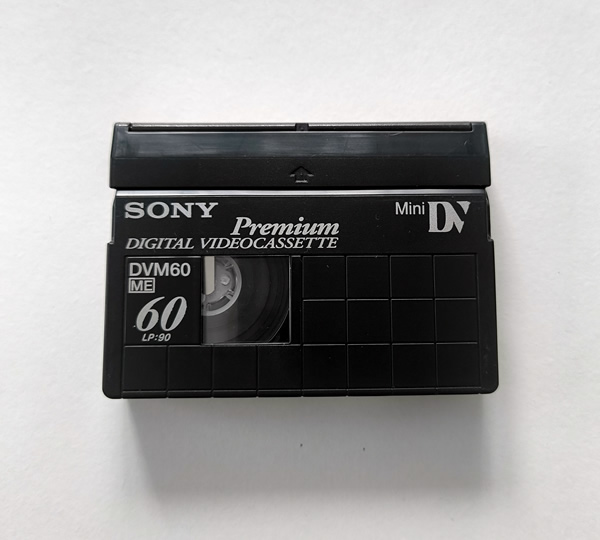 SONY
Premium
Mini DV
DIGITAL VIDEOCASSETTE
DVM60
ME
60
LP:90